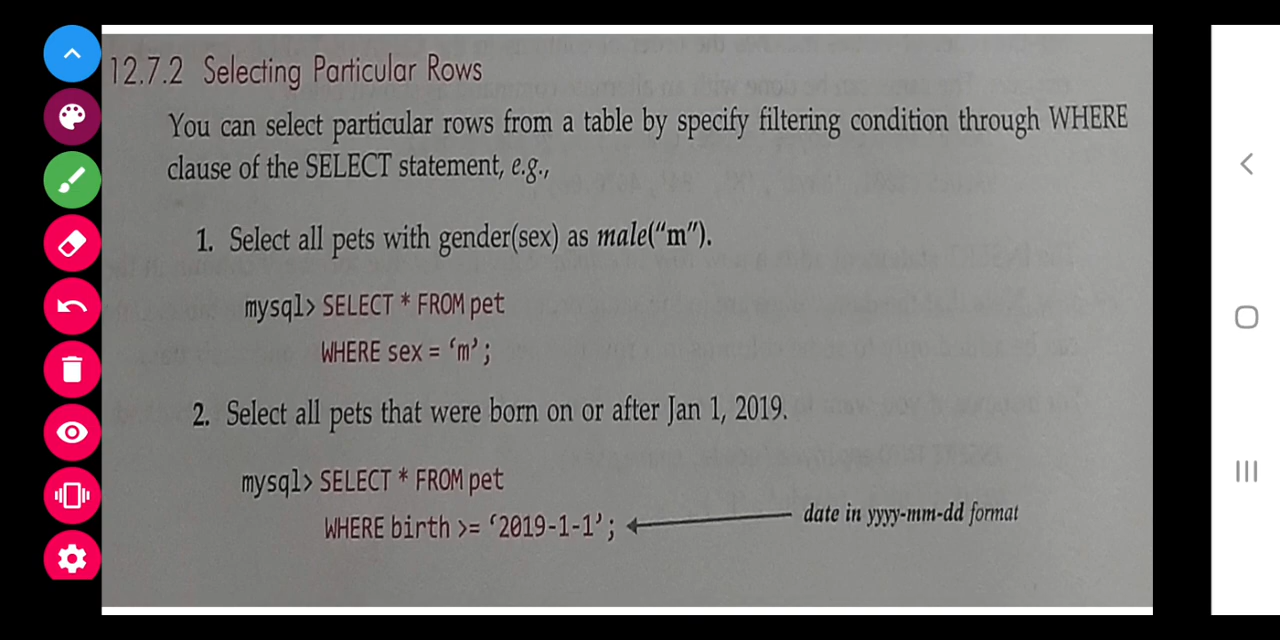 12.7.2 Selecting Particular Rows
You can select particular rows from a table by specify filtering condition through WHERE
clause of the SELECT statement, e.g.,
1. Select all pets with gender(sex) as male(“m”).
mysql> SELECT * FROM pet
WHERE sex = ‘m’;
2. Select all pets that were born on or after Jan 1, 2019.
mysql> SELECT * FROM pet
WHERE birth >= ‘2019-1-1’;
date in yyyy-mm-dd format